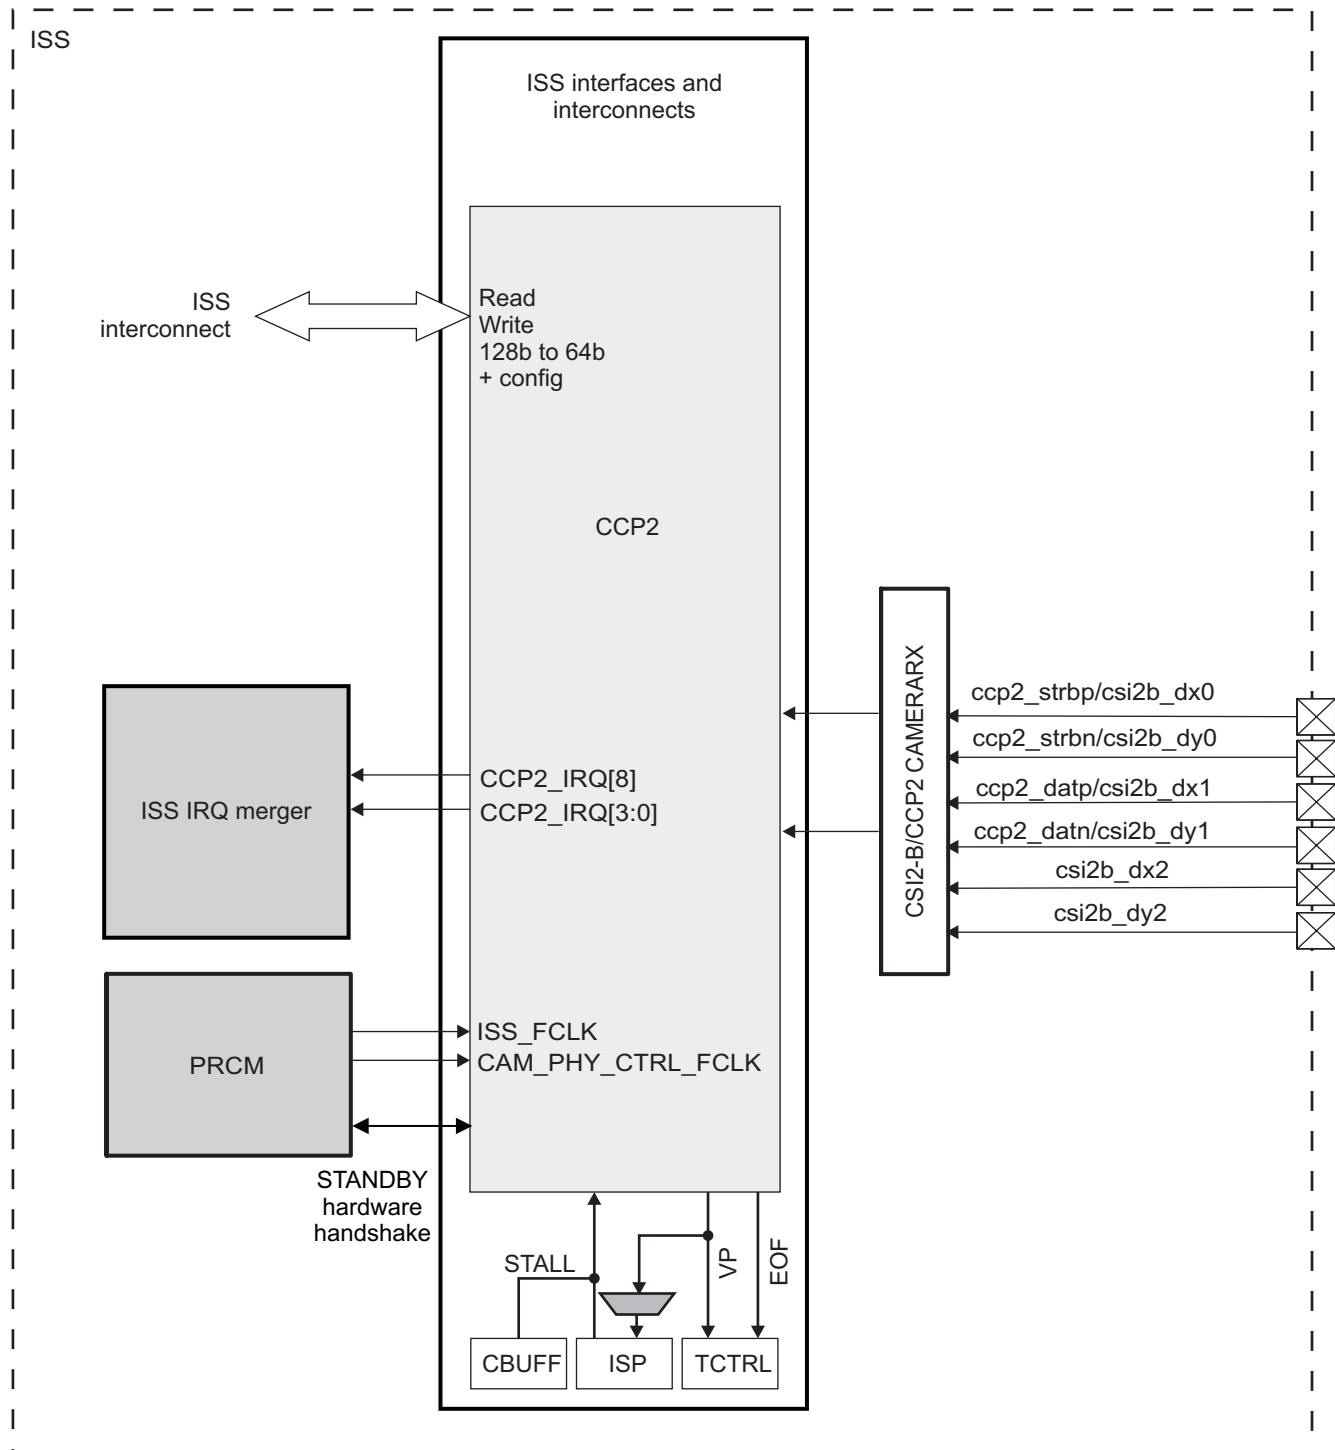 ISS
ISS interfaces and
interconnects
ISS
interconnect
Read
Write
128b to 64b
+ config
CCP2
CSI2-B/CCP2 CAMERARX
ccp2_strbp/csi2b_dx0
ccp2_strbn/csi2b_dy0
ccp2_datp/csi2b_dx1
ccp2_datn/csi2b_dy1
csi2b_dx2
csi2b_dy2
ISS IRQ merger
CCP2_IRQ[8]
CCP2_IRQ[3:0]
PRCM
ISS_FCLK
CAM_PHY_CTRL_FCLK
STANDBY
hardware
handshake
STALL
VP
EOF
CBUFF
ISP
TCTRL